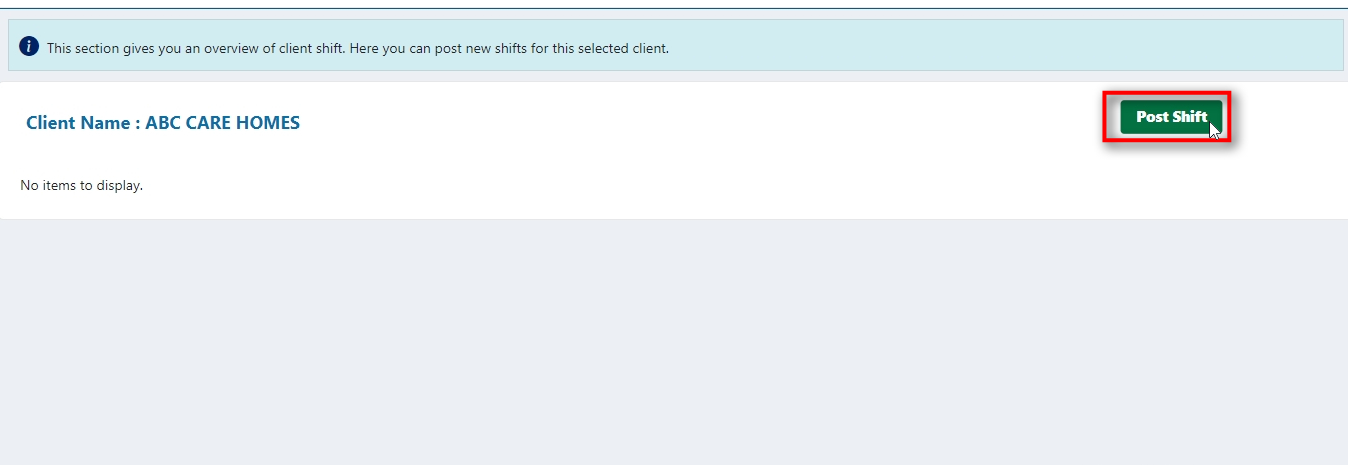 This section gives you an overview of client shift. Here you can post new shifts for this selected client.
Client Name : ABC CARE HOMES
Post Shift
No items to display.